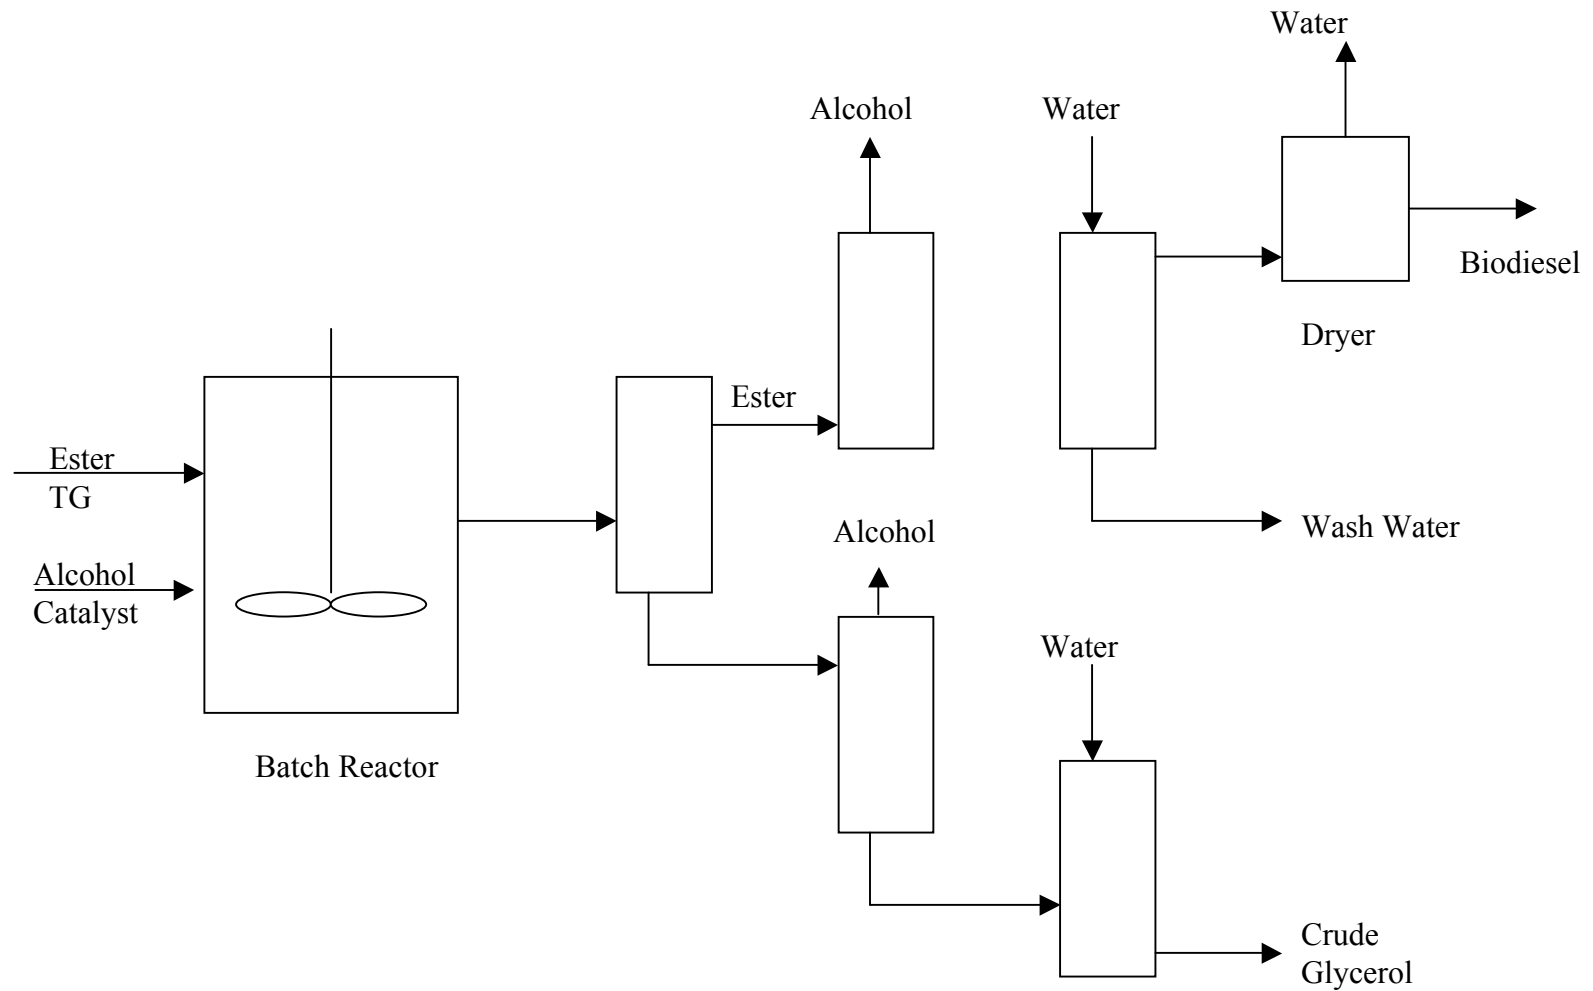 Water
Alcohol
Water
Biodiesel
Dryer
Ester
Ester
TG
Wash Water
Alcohol
Alcohol
Catalyst
Water
Batch Reactor
Crude
Glycerol